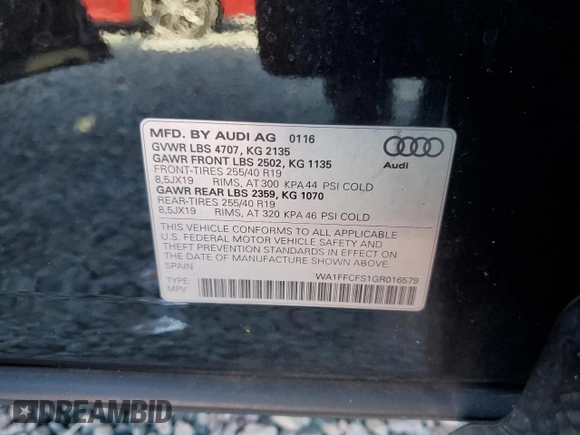 MFD. BY AUDI AG 0116
GVWR LBS 4707, KG 2135
GAWR FRONT LBS 2502, KG 1135
FRONT-TIRES 255/40 R19
8,5JX19 RIMS, AT 300 KPA 44 PSI COLD
GAWR REAR LBS 2359, KG 1070
REAR-TIRES 255/40 R19
8,5JX19 RIMS, AT 320 KPA 46 PSI COLD
THIS VEHICLE CONFORMS TO ALL APPLICABLE
U.S. FEDERAL MOTOR VEHICLE SAFETY AND
THEFT PREVENTION STANDARDS IN EFFECT ON
THE DATE OF MANUFACTURE SHOWN ABOVE
SPAIN
WA1FFCFS1GR016579
TYPE:
MPV
Audi
DREAMBID